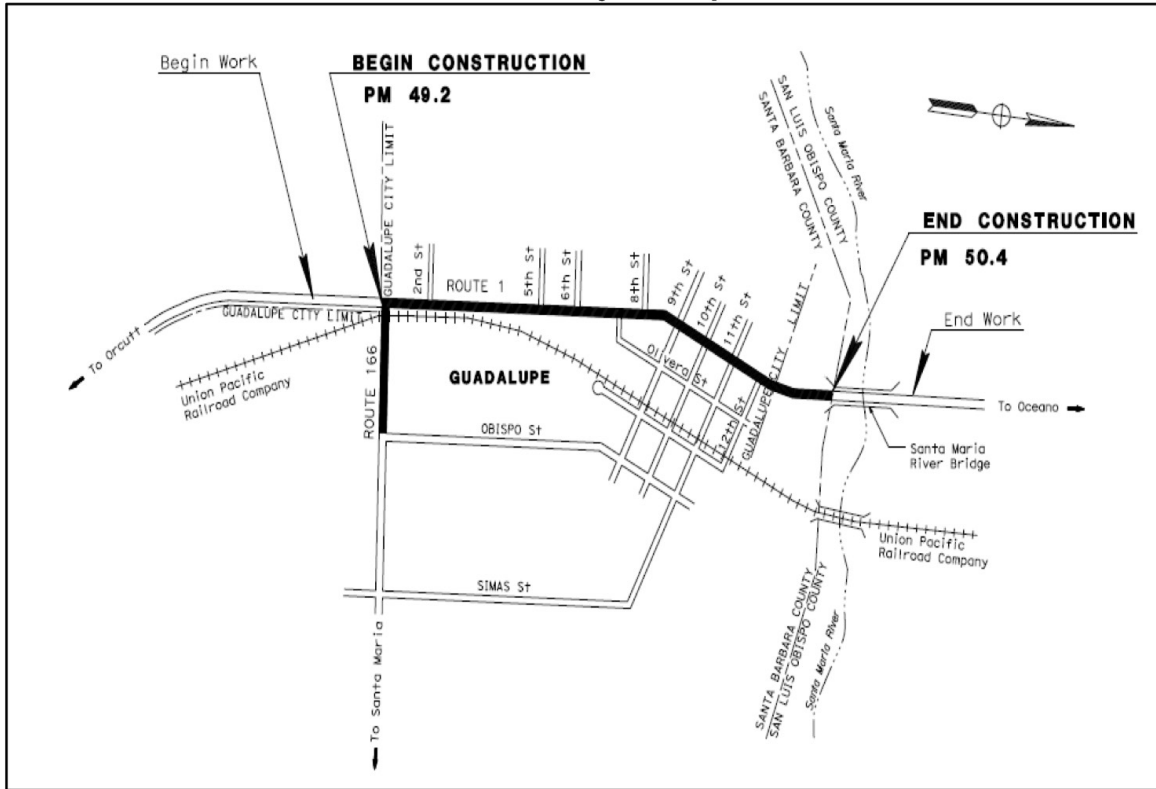 Begin Work
BEGIN CONSTRUCTION
PM 49.2
GUADALUPE CITY LIMIT
2nd St
ROUTE 1
5th St
6th St
8th St
9th St
10th St
11th St
SAN LUIS OBISPO COUNTY
SANTA BARBARA COUNTY
Santa Maria River
END CONSTRUCTION
PM 50.4
End Work
To Oceano
Santa Maria
River Bridge
To Orcutt
GUADALUPE CITY LIMIT
Union Pacific
Railroad Company
ROUTE 166
GUADALUPE
Olivera St
12th St
GUADALUPE CITY LIMIT
OBISPO St
Union Pacific
Railroad Company
SIMAS St
To Santa Maria
SANTA BARBARA COUNTY
SAN LUIS OBISPO COUNTY
Santa Maria River